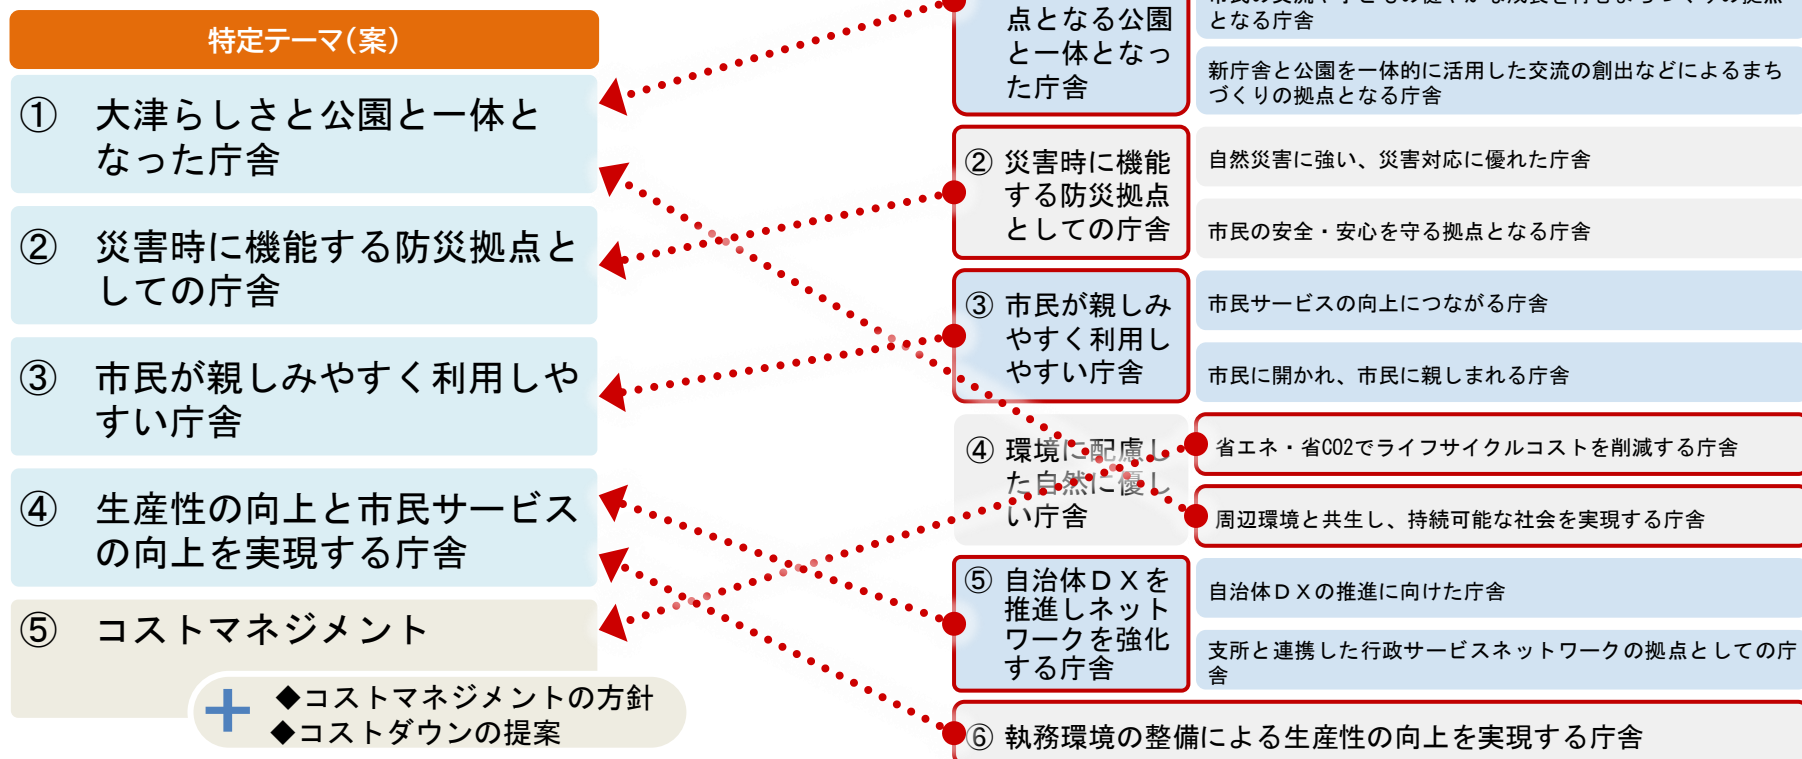 特定テーマ(案)
① 大津らしさと公園と一体と
なった庁舎
② 災害時に機能する防災拠点と
しての庁舎
③ 市民が親しみやすく利用しや
すい庁舎
④ 生産性の向上と市民サービス
の向上を実現する庁舎
⑤ コストマネジメント
+ ◆コストマネジメントの方針
◆コストダウンの提案
点となる公園
と一体となっ
た庁舎
となる庁舎
新庁舎と公園を一体的に活用した交流の創出などによるまち
づくりの拠点となる庁舎
② 災害時に機能
する防災拠点
としての庁舎
自然災害に強い、災害対応に優れた庁舎
市民の安全・安心を守る拠点となる庁舎
③ 市民が親しみ
やすく利用し
やすい庁舎
市民サービスの向上につながる庁舎
市民に開かれ、市民に親しまれる庁舎
④ 環境に配慮し
た自然に優し
い庁舎
省エネ・省CO2でライフサイクルコストを削減する庁舎
周辺環境と共生し、持続可能な社会を実現する庁舎
⑤ 自治体ＤＸを
推進しネット
ワークを強化
する庁舎
自治体ＤＸの推進に向けた庁舎
支所と連携した行政サービスネットワークの拠点としての庁
舎
⑥ 執務環境の整備による生産性の向上を実現する庁舎